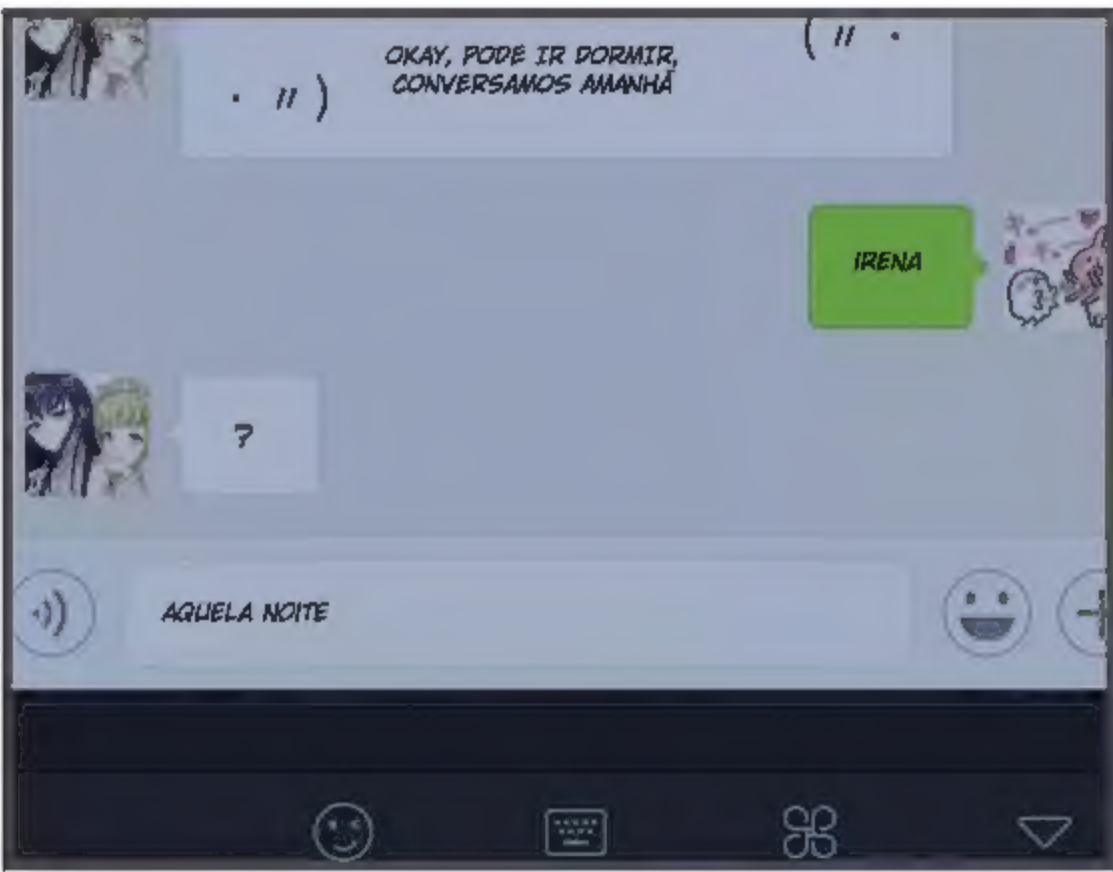 ( // ・
OKAY, PODE IR DORMIR,
CONVERSAMOS AMANHÃ
・ // )
IRENA
?
AQUELA NOITE